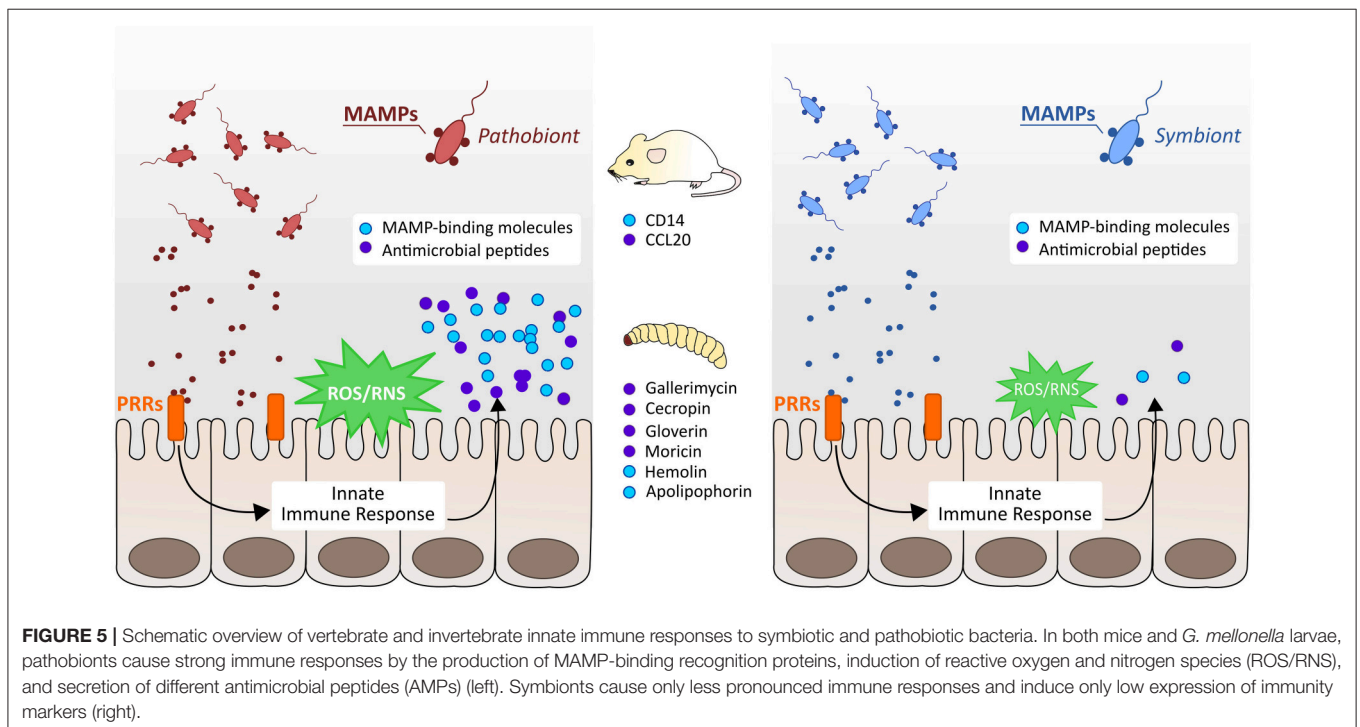 MAMPs
Pathobiont
MAMP-binding molecules
Antimicrobial peptides
ROS/RNS
PRRs
Innate
Immune Response
CD14
CCL20
Gallerimycin
Cecropin
Gloverin
Moricin
Hemolin
Apolipophorin
MAMPs
Symbiont
MAMP-binding molecules
Antimicrobial peptides
ROS/RNS
PRRs
Innate
Immune Response
FIGURE 5 | Schematic overview of vertebrate and invertebrate innate immune responses to symbiotic and pathobiotic bacteria. In both mice and G. mellonella larvae,
pathobionts cause strong immune responses by the production of MAMP-binding recognition proteins, induction of reactive oxygen and nitrogen species (ROS/RNS),
and secretion of different antimicrobial peptides (AMPs) (left). Symbionts cause only less pronounced immune responses and induce only low expression of immunity
markers (right).